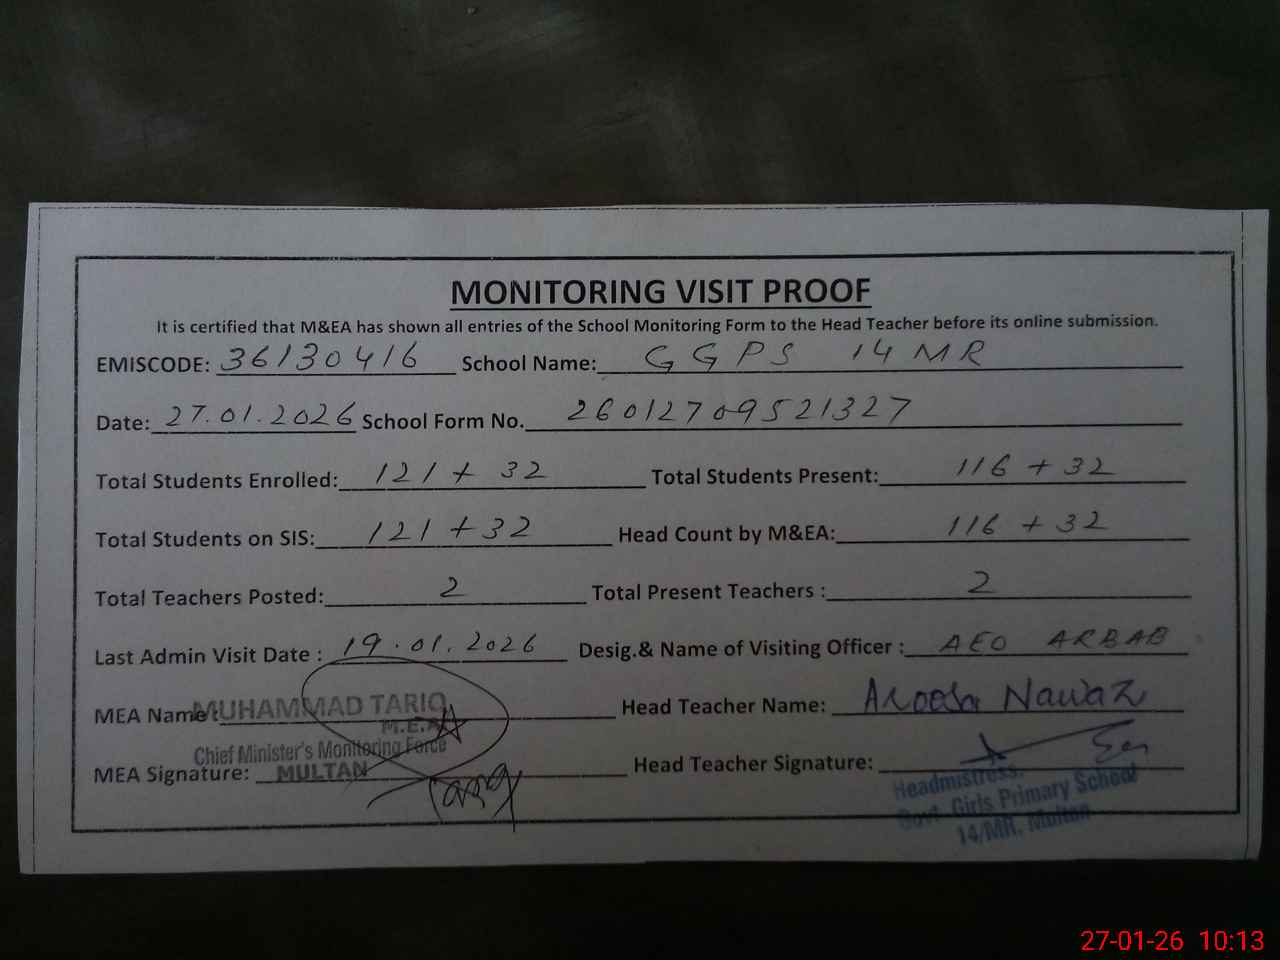 MONITORING VISIT PROOF
It is certified that M&EA has shown all entries of the School Monitoring Form to the Head Teacher before its online submission.
EMISCODE: 36130416 School Name: GGPS 14 MR
Date: 27.01.2026 School Form No. 26012709521327
Total Students Enrolled: 121 + 32 Total Students Present: 116 + 32
Total Students on SIS: 121 + 32 Head Count by M&EA: 116 + 32
Total Teachers Posted: 2 Total Present Teachers : 2
Last Admin Visit Date : 19.01.2026 Desig.& Name of Visiting Officer : AEO ARBAB
MEA Name: MUHAMMAD TARIQ Head Teacher Name: Aroosa Nawaz
M.E.A
Chief Minister's Monitoring Force
MEA Signature: MULTAN Head Teacher Signature:
Headmistress,
Govt. Girls Primary School
14/MR, Multan
27-01-26 10:13